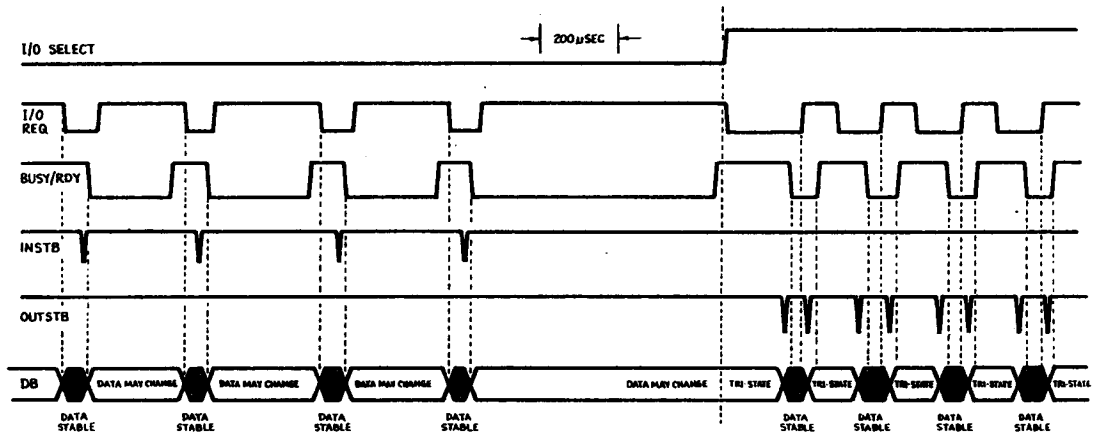 200 µSEC
I/O SELECT
I/O
REQ
BUSY/RDY
INSTB
OUTSTB
DB
DATA MAY CHANGE
DATA MAY CHANGE
DATA MAY CHANGE
DATA MAY CHANGE
TRI-STATE
TRI-STATE
TRI-STATE
TRI-STATE
TRI-STATE
DATA
STABLE
DATA
STABLE
DATA
STABLE
DATA
STABLE
DATA
STABLE
DATA
STABLE
DATA
STABLE
DATA
STABLE